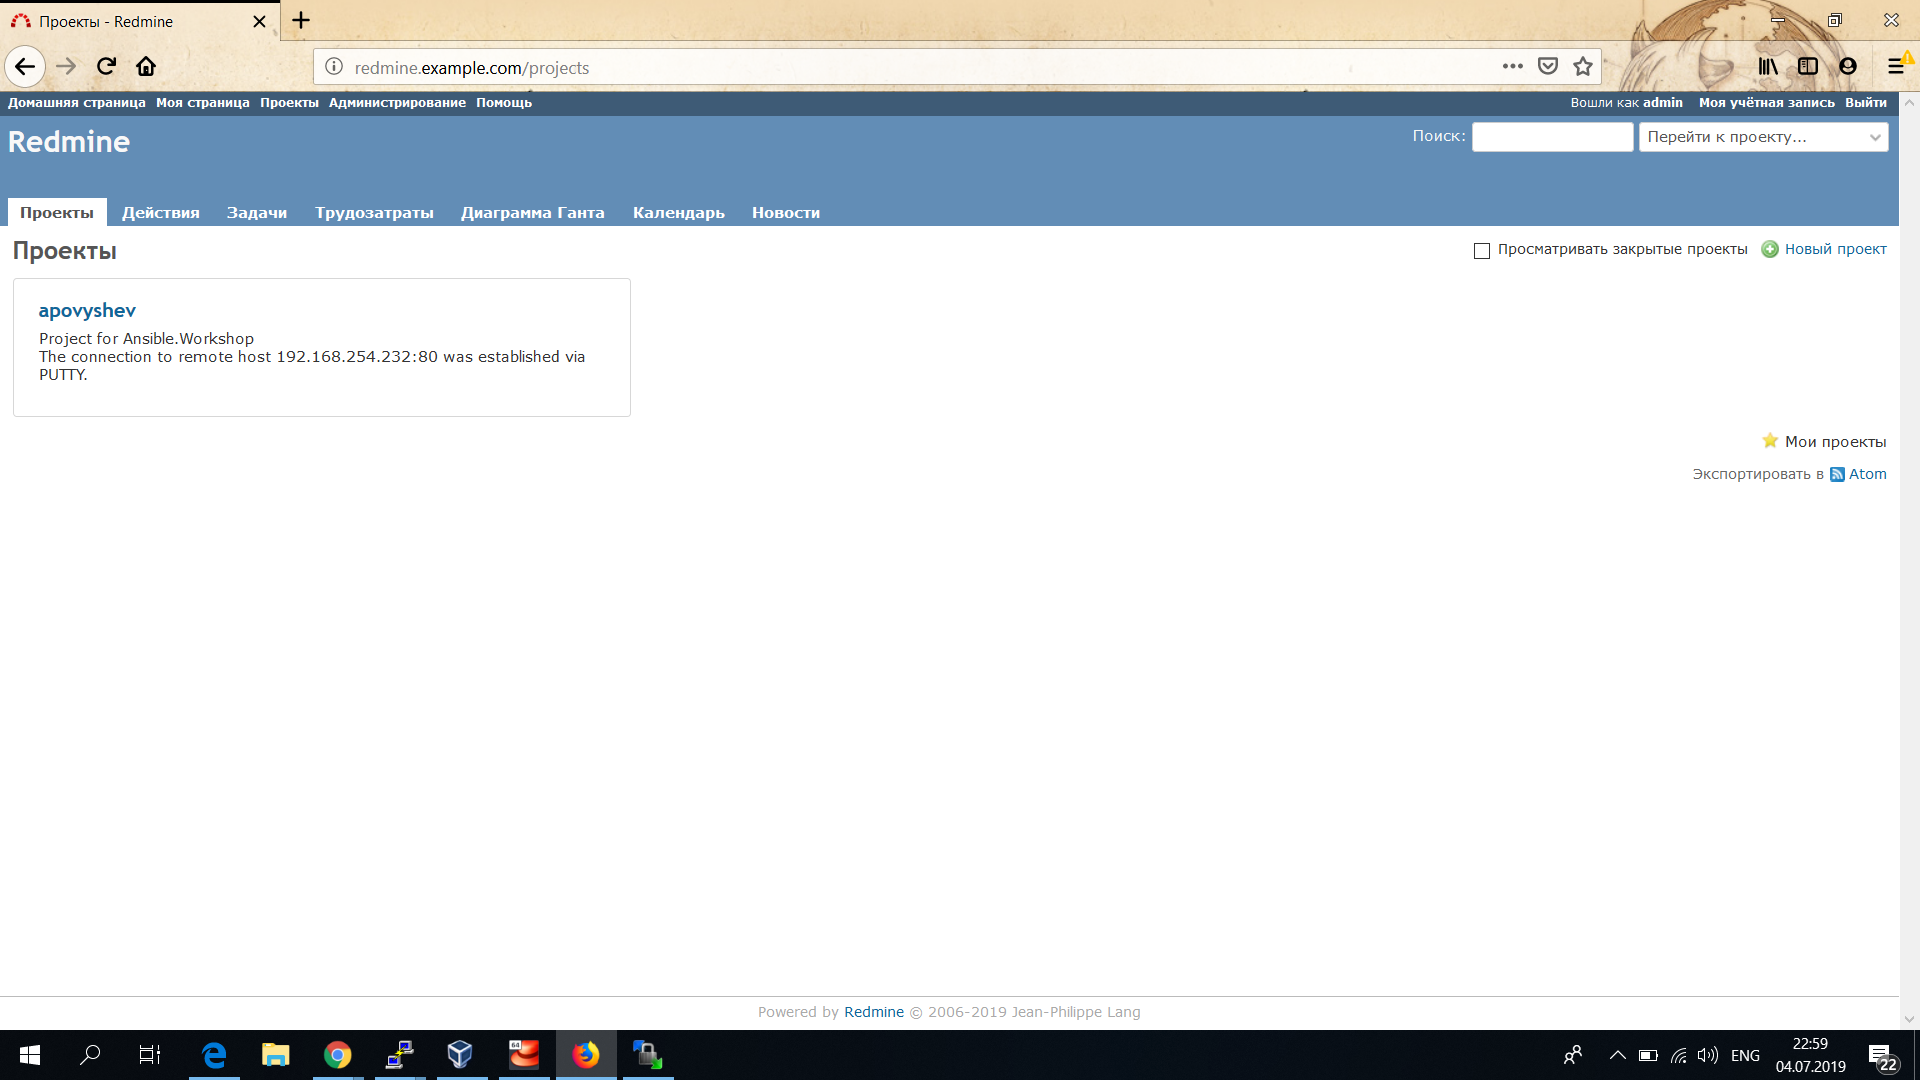 Проекты - Redmine
redmine.example.com/projects
Домашняя страница Моя страница Проекты Администрирование Помощь
Вошли как admin Моя учётная запись Выйти
Redmine
Поиск: Перейти к проекту...
Проекты Действия Задачи Трудозатраты Диаграмма Ганта Календарь Новости
Проекты
Просматривать закрытые проекты Новый проект
apovyshev
Project for Ansible.Workshop
The connection to remote host 192.168.254.232:80 was established via
PUTTY.
Мои проекты
Экспортировать в Atom
Powered by Redmine © 2006-2019 Jean-Philippe Lang
64
ENG
22:59
04.07.2019
22